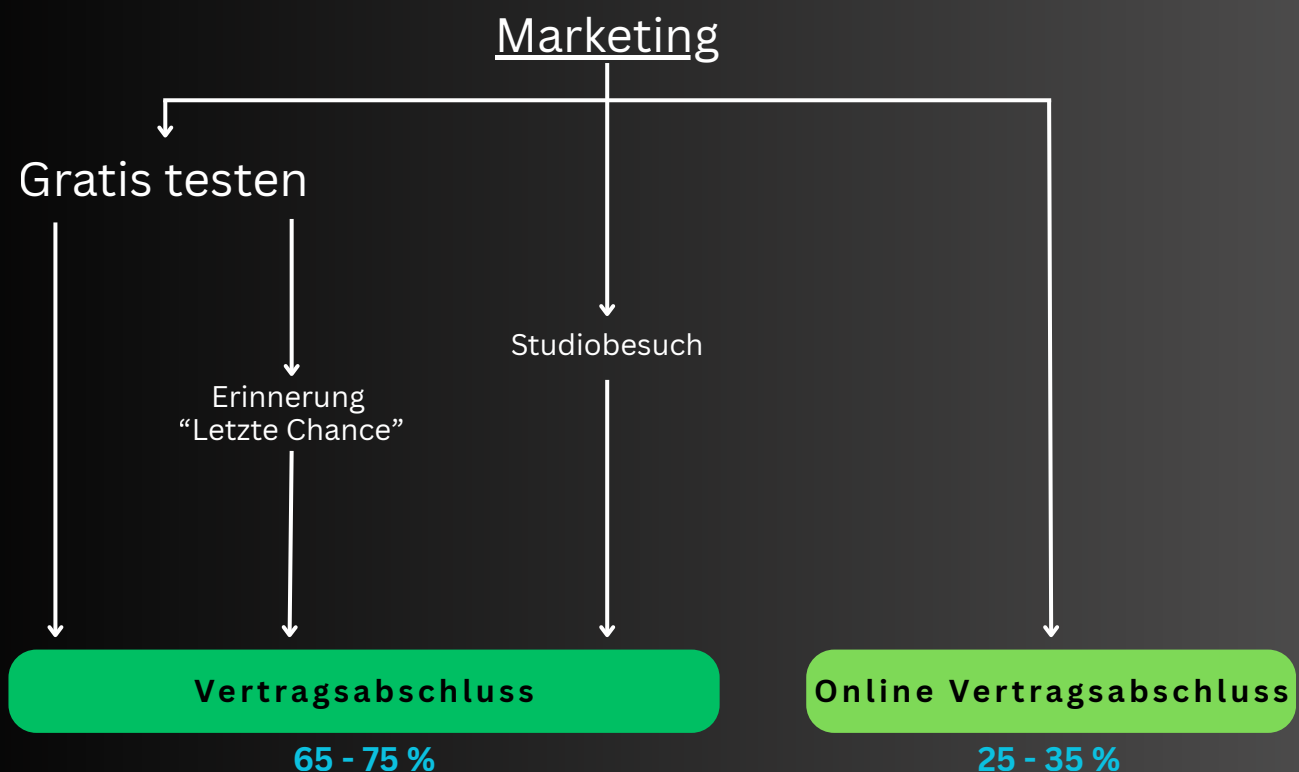 Marketing
Gratis testen
Studiobesuch
Erinnerung
“Letzte Chance”
Vertragsabschluss
Online Vertragsabschluss
65 - 75 %
25 - 35 %